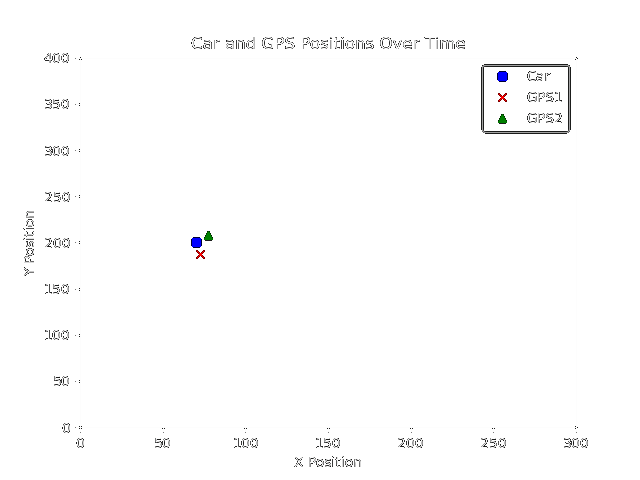 Car and GPS Positions Over Time
400
350
300
250
200
150
100
50
0
Y Position
Car
GPS1
GPS2
0 50 100 150 200 250 300
X Position